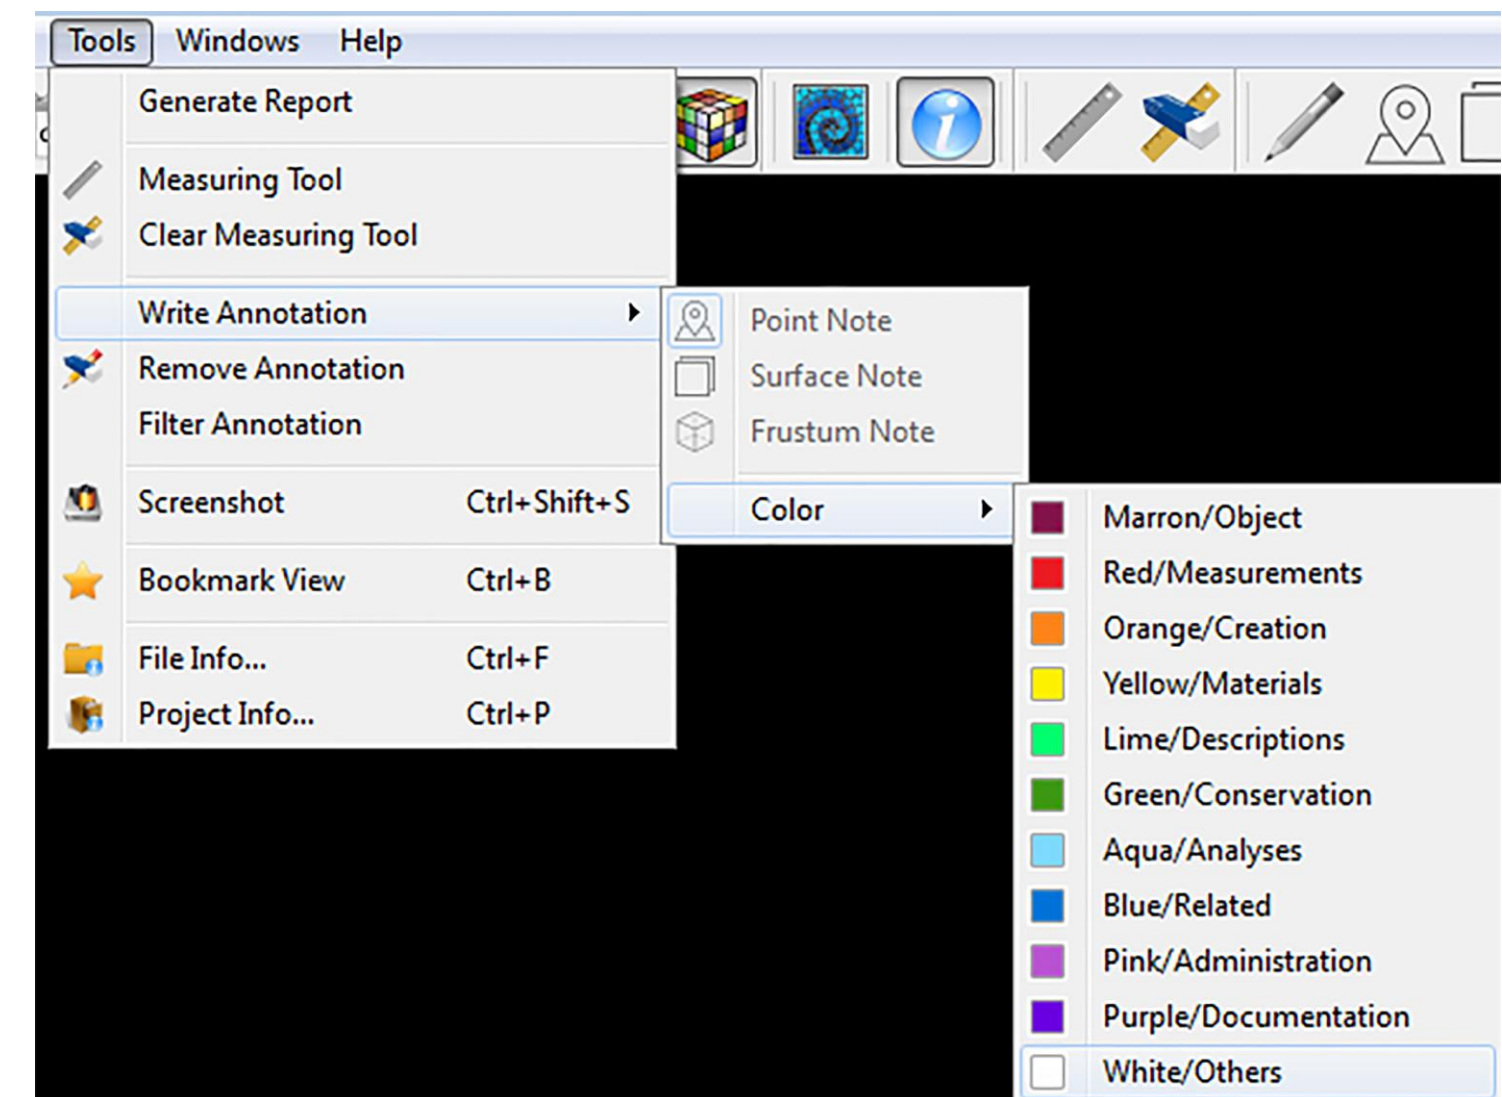 Tools Windows Help
Generate Report
Measuring Tool
Clear Measuring Tool
Write Annotation
Remove Annotation
Filter Annotation
Screenshot Ctrl+Shift+S
Bookmark View Ctrl+B
File Info... Ctrl+F
Project Info... Ctrl+P
Point Note
Surface Note
Frustum Note
Color
Marron/Object
Red/Measurements
Orange/Creation
Yellow/Materials
Lime/Descriptions
Green/Conservation
Aqua/Analyses
Blue/Related
Pink/Administration
Purple/Documentation
White/Others